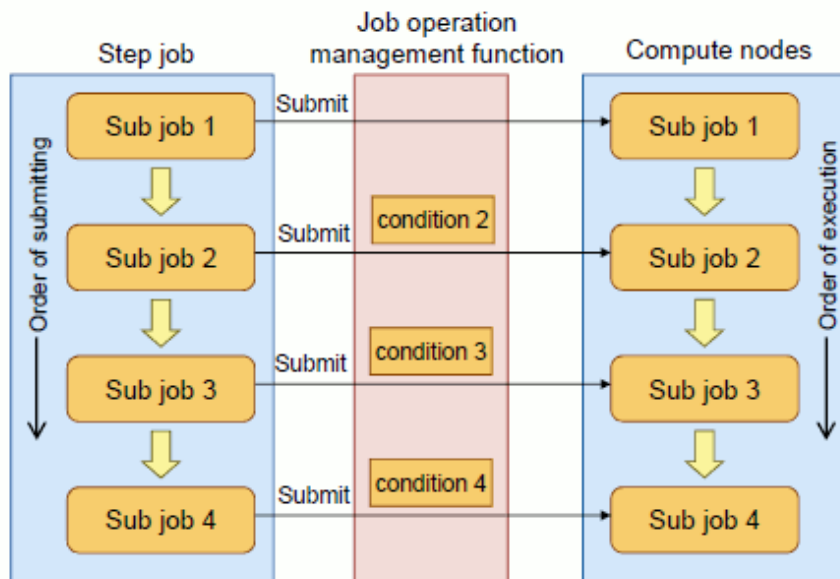 Step job
Job operation
management function
Compute nodes
Order of submitting
Sub job 1
Submit
Sub job 1
Sub job 2
Submit
condition 2
Sub job 2
Sub job 3
Submit
condition 3
Sub job 3
Sub job 4
Submit
condition 4
Sub job 4
Order of execution